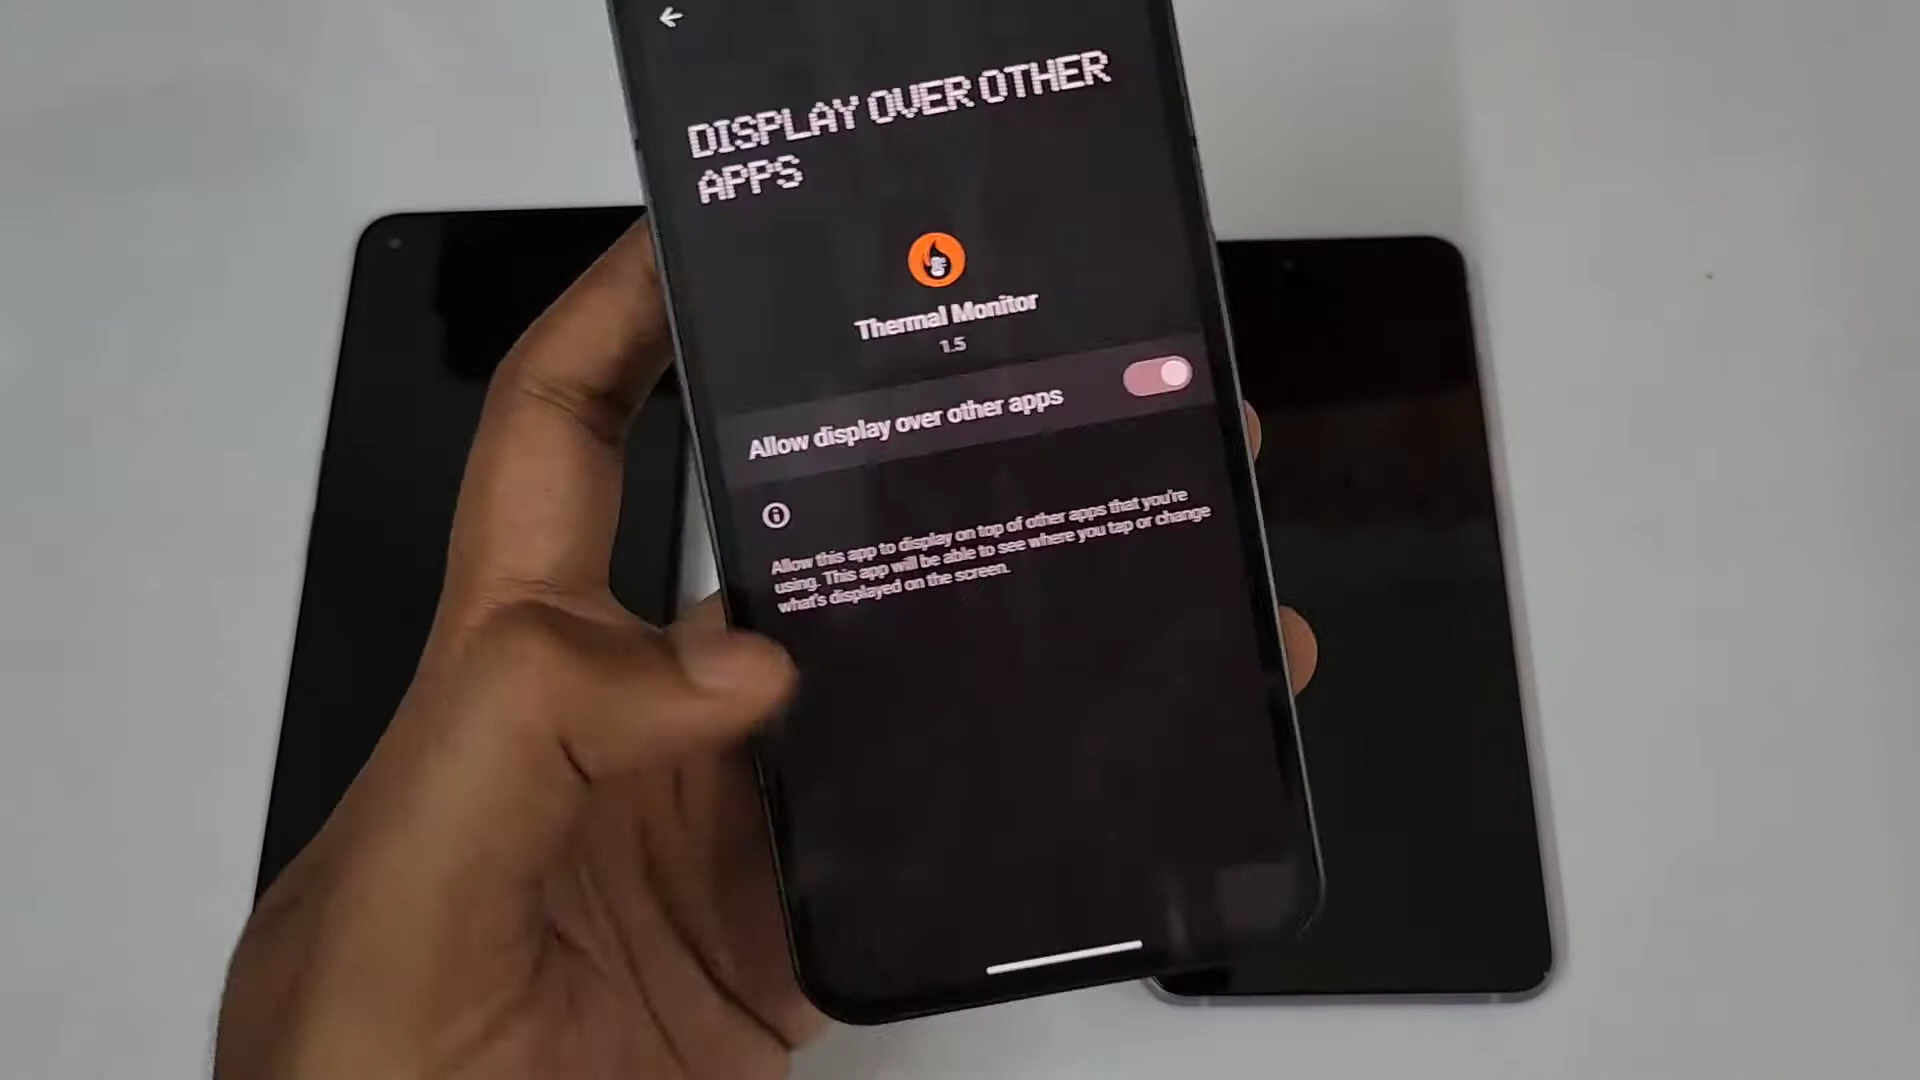 DISPLAY OVER OTHER
APPS
Thermal Monitor
1.5
Allow display over other apps
Allow this app to display on top of other apps that you're
using. This app will be able to see where you tap or change
what's displayed on the screen.